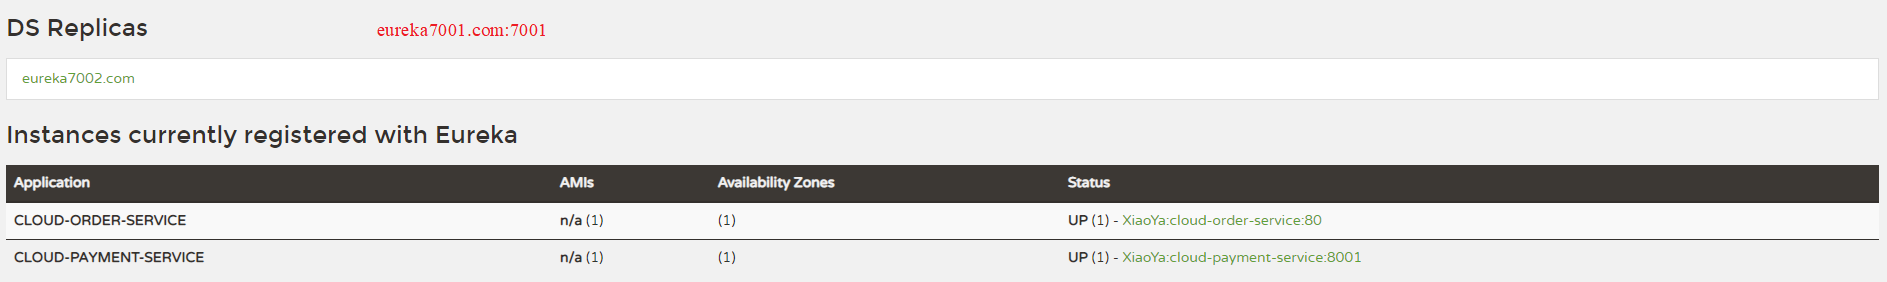 DS Replicas eureka7001.com:7001
eureka7002.com
Instances currently registered with Eureka
Application AMIs Availability Zones Status
CLOUD-ORDER-SERVICE n/a (1) (1) UP (1) - XiaoYa:cloud-order-service:80
CLOUD-PAYMENT-SERVICE n/a (1) (1) UP (1) - XiaoYa:cloud-payment-service:8001